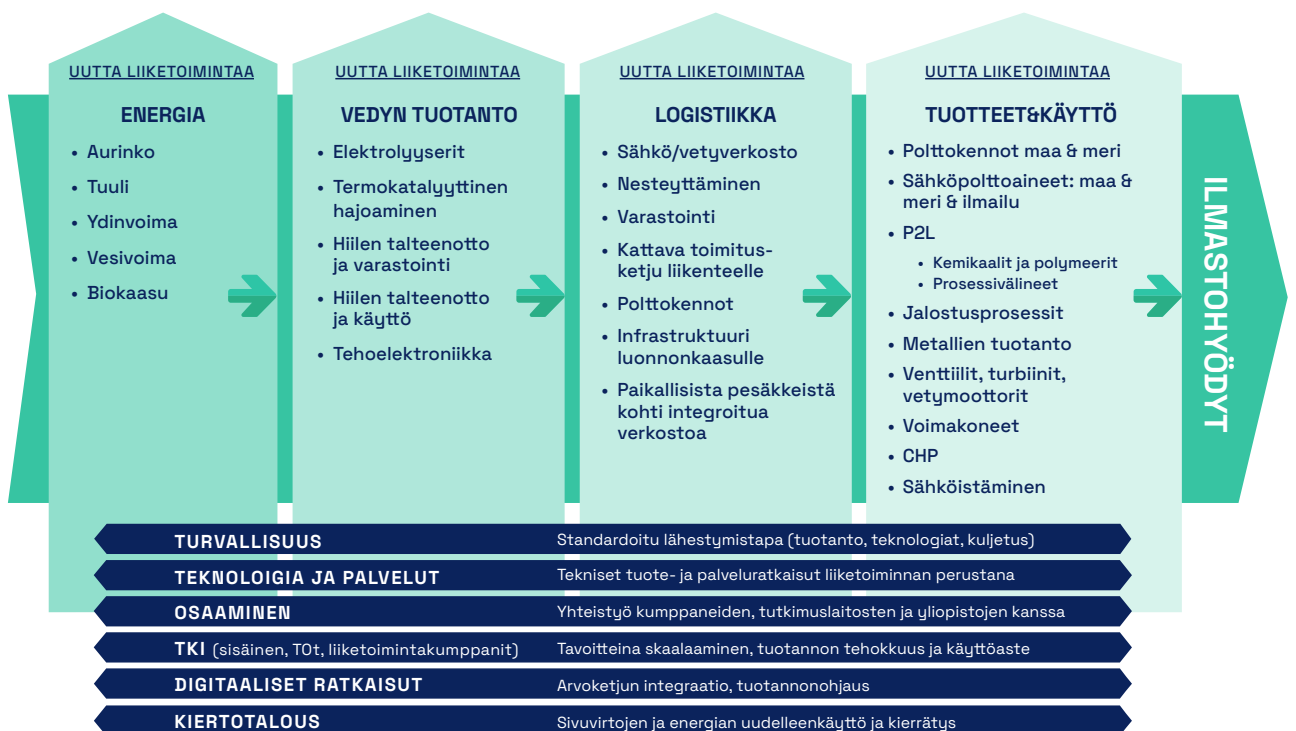 UUTTA LIIKETOIMINTAA
ENERGIA
• Aurinko
• Tuuli
• Ydinvoima
• Vesivoima
• Biokaasu
UUTTA LIIKETOIMINTAA
VEDYN TUOTANTO
• Elektrolyyserit
• Termokatalyyttinen
hajoaminen
• Hiilen talteenotto
ja varastointi
• Hiilen talteenotto
ja käyttö
• Tehoelektroniikka
UUTTA LIIKETOIMINTAA
LOGISTIIKKA
• Sähkö/vetyverkosto
• Nesteyttäminen
• Varastointi
• Kattava toimitus-
ketju liikenteelle
• Polttokennot
• Infrastruktuuri
luonnonkaasulle
• Paikallisista pesäkkeistä
kohti integroitua
verkostoa
UUTTA LIIKETOIMINTAA
TUOTTEET&KÄYTTÖ
• Polttokennot maa & meri
• Sähköpolttoaineet: maa &
meri & ilmailu
• P2L
• Kemikaalit ja polymeerit
• Prosessivälineet
• Jalostusprosessit
• Metallien tuotanto
• Venttiilit, turbiinit,
vetymoottorit
• Voimakoneet
• CHP
• Sähköistäminen
ILMASTOHYÖDYT
TURVALLISUUS Standardoitu lähestymistapa (tuotanto, teknologiat, kuljetus)
TEKNOLOIGIA JA PALVELUT Tekniset tuote- ja palveluratkaisut liiketoiminnan perustana
OSAAMINEN Yhteistyö kumppaneiden, tutkimuslaitosten ja yliopistojen kanssa
TKI (sisäinen, TOt, liiketoimintakumppanit) Tavoitteina skaalaaminen, tuotannon tehokkuus ja käyttöaste
DIGITAALISET RATKAISUT Arvoketjun integraatio, tuotannonohjaus
KIERTOTALOUS Sivuvirtojen ja energian uudelleenkäyttö ja kierrätys